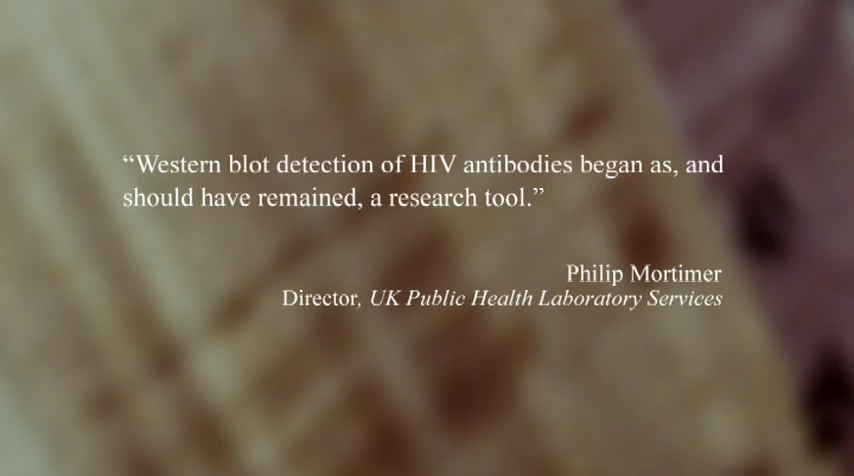 “Western blot detection of HIV antibodies began as, and
should have remained, a research tool.”
Philip Mortimer
Director, UK Public Health Laboratory Services